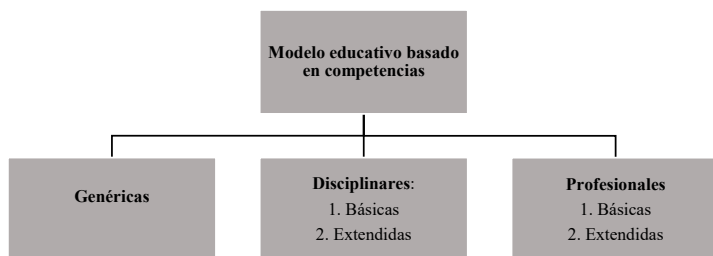 Modelo educativo basado
en competencias
Genéricas
Disciplinares:
1. Básicas
2. Extendidas
Profesionales
1. Básicas
2. Extendidas